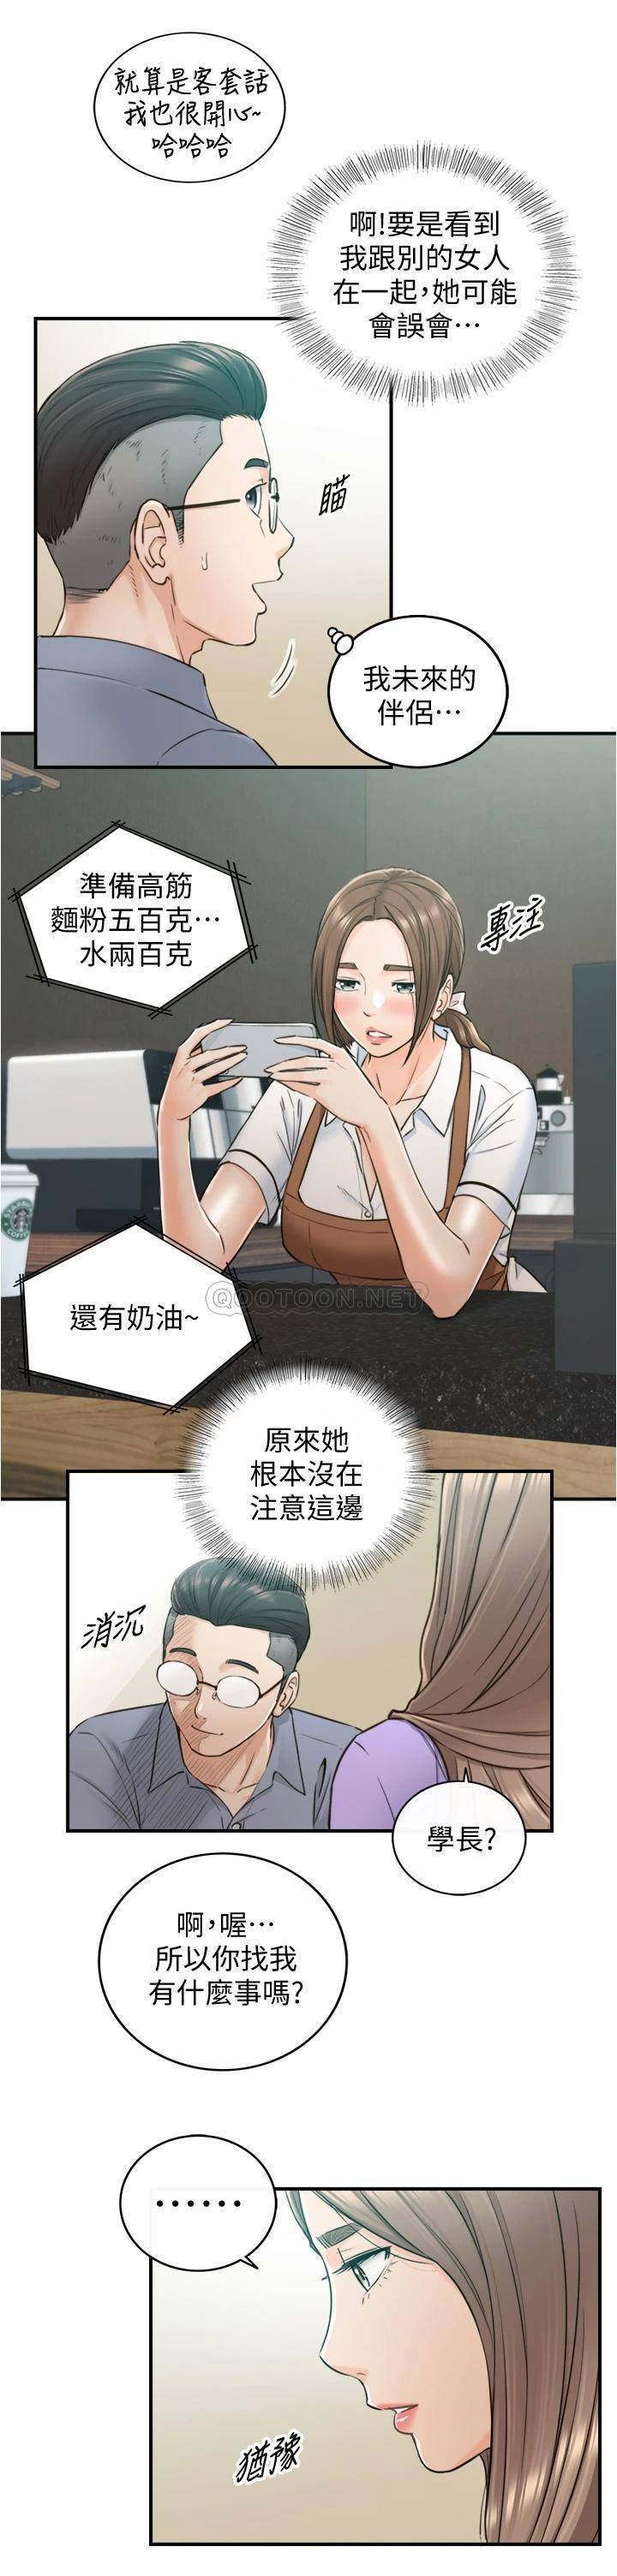 就算是客套話
我也很開心~
哈哈哈
啊!要是看到
我跟別的女人
在一起,她可能
會誤會…
瞄
我未來的
伴侶…
準備高筋
麵粉五百克…
水兩百克
專注
STARBUCKS
COFFEE
還有奶油~
QOOTOON.NET
原來她
根本沒在
注意這邊
消沉
學長?
啊,喔…
所以你找我
有什麼事嗎?
······
猶豫